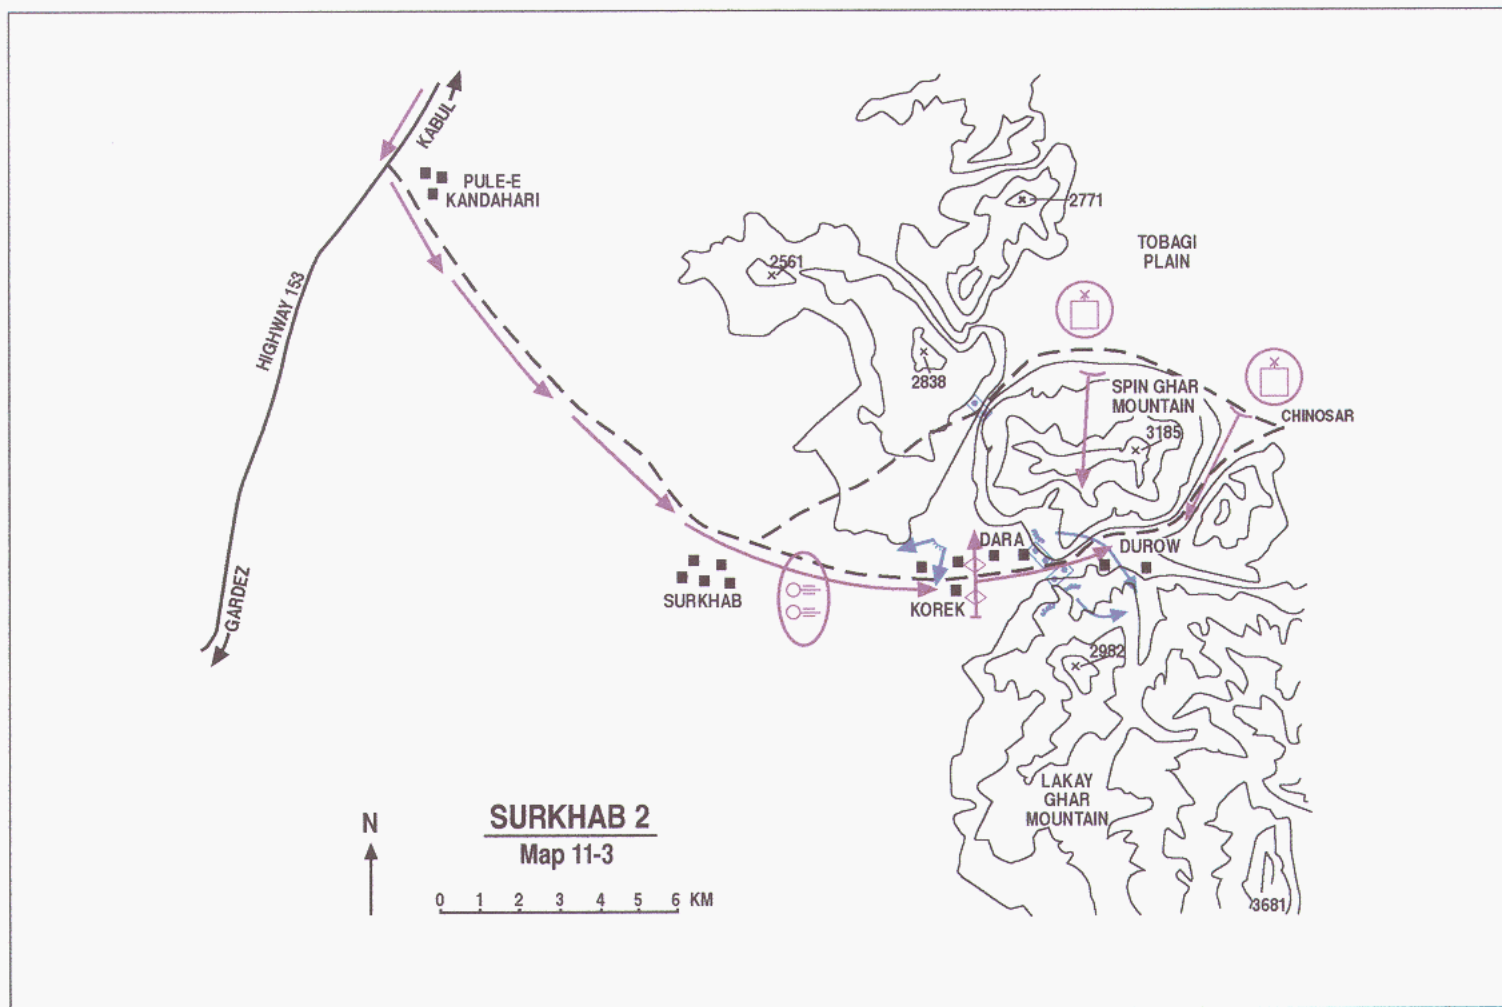 KABUL
PULE-E
KANDAHARI
2771
TOBAGI
PLAIN
2561
HIGHWAY 153
2838
SPIN GHAR
MOUNTAIN
CHINOSAR
3185
DARA
DUROW
SURKHAB
KOREK
GARDEZ
2982
LAKAY
GHAR
MOUNTAIN
N
SURKHAB 2
Map 11-3
0 1 2 3 4 5 6 KM
3681